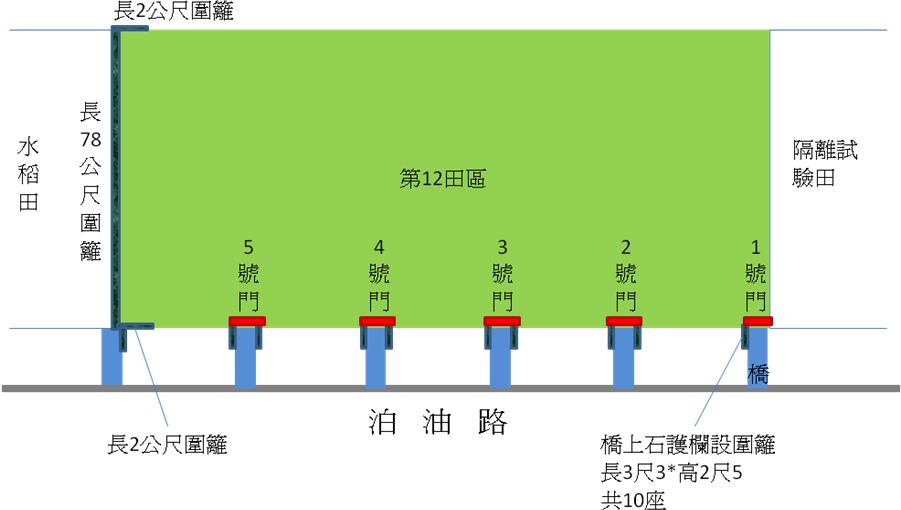 長2公尺圍籬
長78公尺圍籬
水稻田
第12田區
隔離試
驗田
5號門
4號門
3號門
2號門
1號門
橋
泊油路
長2公尺圍籬
橋上石護欄設圍籬
長3尺3*高2尺5
共10座